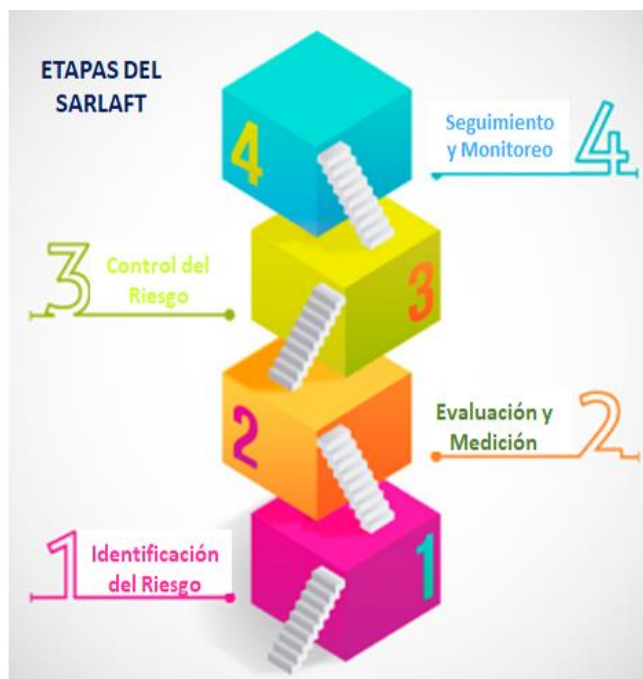 ETAPAS DEL
SARLAFT
4
Seguimiento
y Monitoreo
4
3
Control del
Riesgo
3
2
Evaluación y
Medición
2
1
Identificación
del Riesgo
1